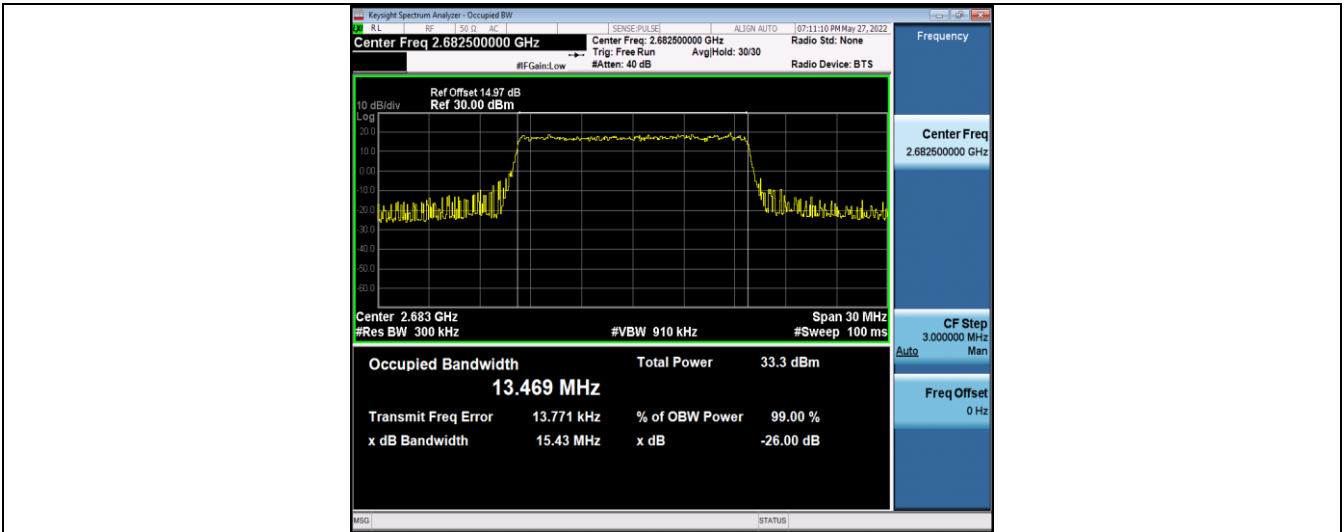 Keysight Spectrum Analyzer - Occupied BW
RL RF 50 Ω AC SENSE:PULSE ALIGN AUTO 07:11:10 PM May 27, 2022
Center Freq 2.682500000 GHz
Center Freq: 2.682500000 GHz
Radio Std: None
Trig: Free Run Avg|Hold: 30/30
#IFGain:Low
#Atten: 40 dB
Radio Device: BTS
Ref Offset 14.97 dB
10 dB/div Ref 30.00 dBm
Log
20.0
10.0
0.00
-10.0
-20.0
-30.0
-40.0
-50.0
-60.0
Center 2.683 GHz Span 30 MHz
#Res BW 300 kHz #VBW 910 kHz #Sweep 100 ms
Occupied Bandwidth Total Power 33.3 dBm
13.469 MHz
Transmit Freq Error 13.771 kHz % of OBW Power 99.00 %
x dB Bandwidth 15.43 MHz x dB -26.00 dB
MSG STATUS
Frequency
Center Freq
2.682500000 GHz
CF Step
3.000000 MHz
Auto Man
Freq Offset
0 Hz